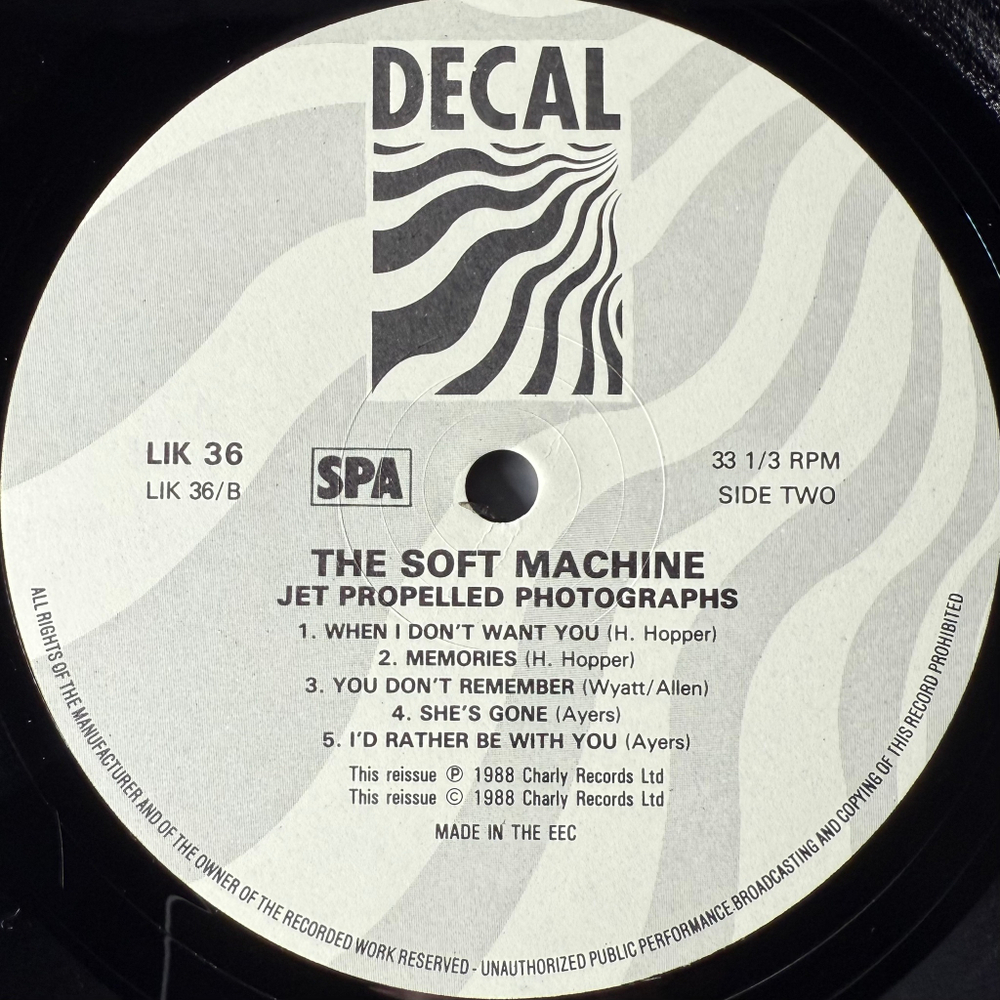 DECAL
LIK 36
LIK 36/B
SPA
33 1/3 RPM
SIDE TWO
THE SOFT MACHINE
JET PROPELLED PHOTOGRAPHS
1. WHEN I DON'T WANT YOU (H. Hopper)
2. MEMORIES (H. Hopper)
3. YOU DON'T REMEMBER (Wyatt/Allen)
4. SHE'S GONE (Ayers)
5. I'D RATHER BE WITH YOU (Ayers)
This reissue ℗ 1988 Charly Records Ltd
This reissue © 1988 Charly Records Ltd
MADE IN THE EEC
ALL RIGHTS OF THE MANUFACTURER AND OF THE OWNER OF THE RECORDED WORK RESERVED - UNAUTHORIZED PUBLIC PERFORMANCE.BROADCASTING AND COPYING OF THIS RECORD PROHIBITED